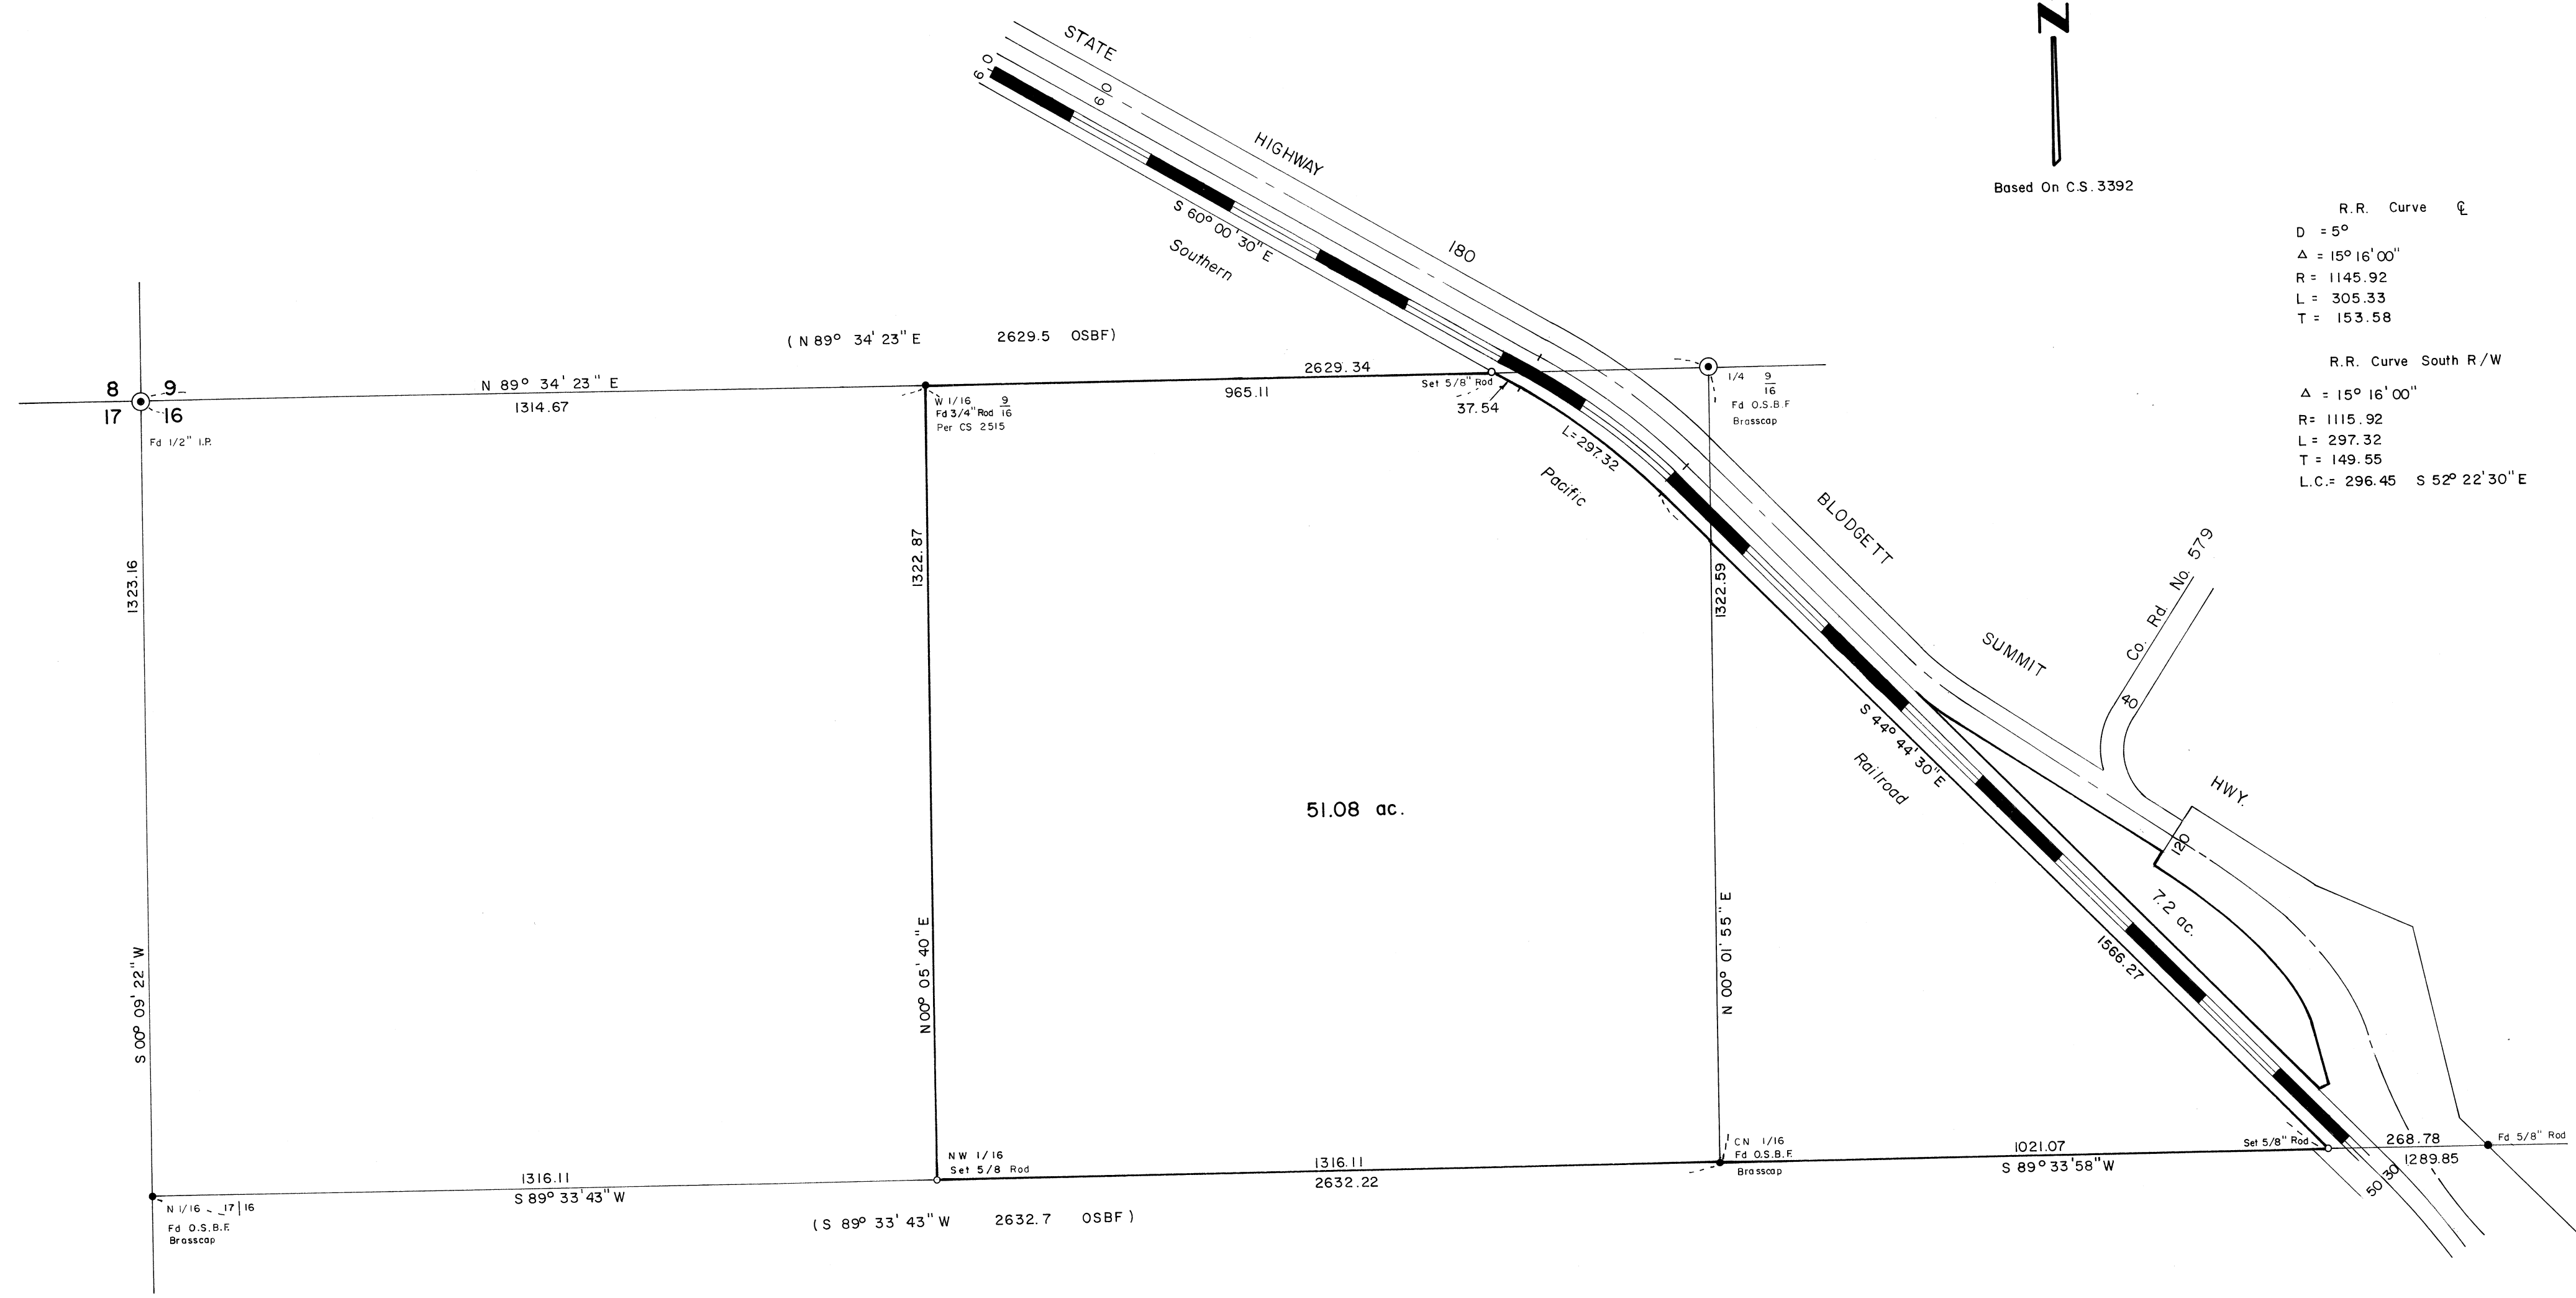 N
Based On C.S. 3392
R.R. Curve ℄
D = 5°
Δ = 15° 16' 00"
R = 1145.92
L = 305.33
T = 153.58
R.R. Curve South R/W
Δ = 15° 16' 00"
R = 1115.92
L = 297.32
T = 149.55
L.C. = 296.45 S 52° 22' 30" E
STATE
HIGHWAY
180
BLODGETT
SUMMIT
HWY.
60
60
S 60° 00' 30" E
Southern
Pacific
Railroad
Co. Rd. No. 579
40
120
(N 89° 34' 23" E 2629.5 OSBF)
8 9
17 16
Fd 1/2" I.P.
N 89° 34' 23" E
1314.67
2629.34
965.11
W 1/16 9/16
Fd 3/4" Rod
Per CS 2515
Set 5/8" Rod
37.54
L=297.32
1/4 9/16
Fd O.S.B.F
Brasscap
1323.16
S 00° 09' 22" W
1322.87
N 00° 05' 40" E
1322.59
N 00° 01' 55" E
51.08 ac.
S 44° 44' 30" E
1566.27
7.2 ac.
N 1/16 17|16
Fd O.S.B.F.
Brasscap
1316.11
S 89° 33' 43" W
NW 1/16
Set 5/8 Rod
1316.11
2632.22
CN 1/16
Fd O.S.B.F.
Brasscap
1021.07
S 89° 33' 58" W
Set 5/8" Rod
268.78
Fd 5/8" Rod
1289.85
50
30
(S 89° 33' 43" W 2632.7 OSBF)